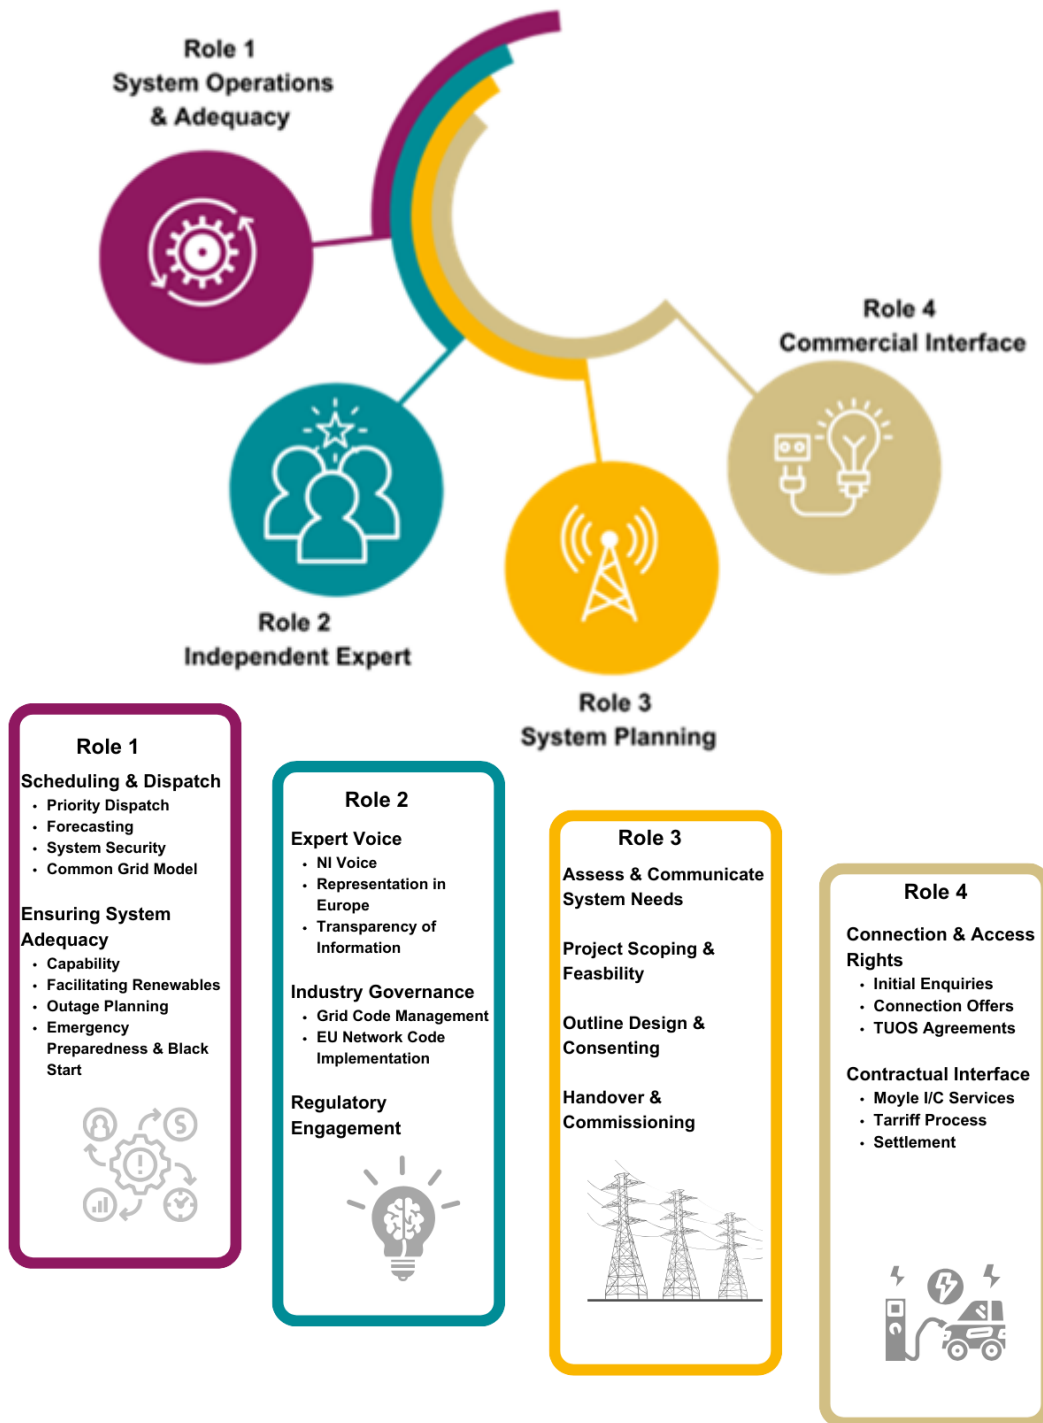 Role 1
System Operations
& Adequacy
Role 4
Commercial Interface
Role 2
Independent Expert
Role 3
System Planning
Role 1
Scheduling & Dispatch
• Priority Dispatch
• Forecasting
• System Security
• Common Grid Model
Ensuring System
Adequacy
• Capability
• Facilitating Renewables
• Outage Planning
• Emergency
Preparedness & Black
Start
Role 2
Expert Voice
• NI Voice
• Representation in
Europe
• Transparency of
Information
Industry Governance
• Grid Code Management
• EU Network Code
Implementation
Regulatory
Engagement
Role 3
Assess & Communicate
System Needs
Project Scoping &
Feasbility
Outline Design &
Consenting
Handover &
Commissioning
Role 4
Connection & Access
Rights
• Initial Enquiries
• Connection Offers
• TUOS Agreements
Contractual Interface
• Moyle I/C Services
• Tarriff Process
• Settlement